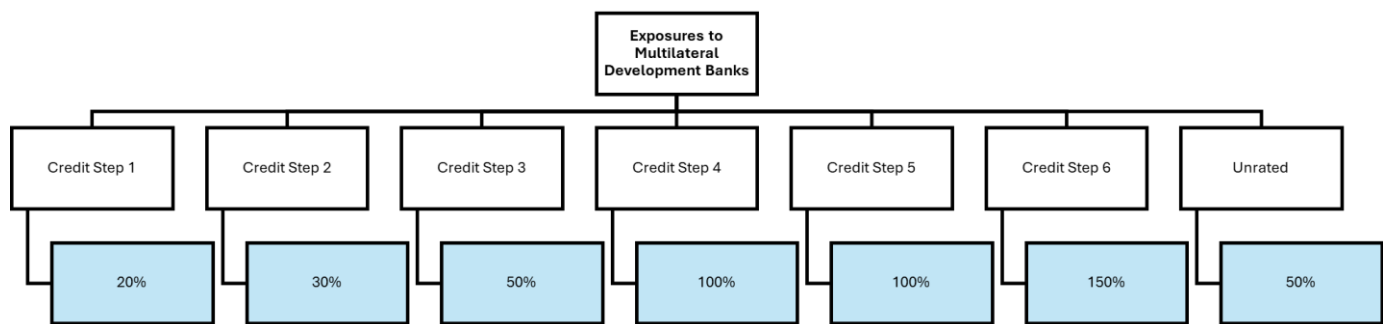 Exposures to
Multilateral
Development Banks
Credit Step 1
Credit Step 2
Credit Step 3
Credit Step 4
Credit Step 5
Credit Step 6
Unrated
20%
30%
50%
100%
100%
150%
50%